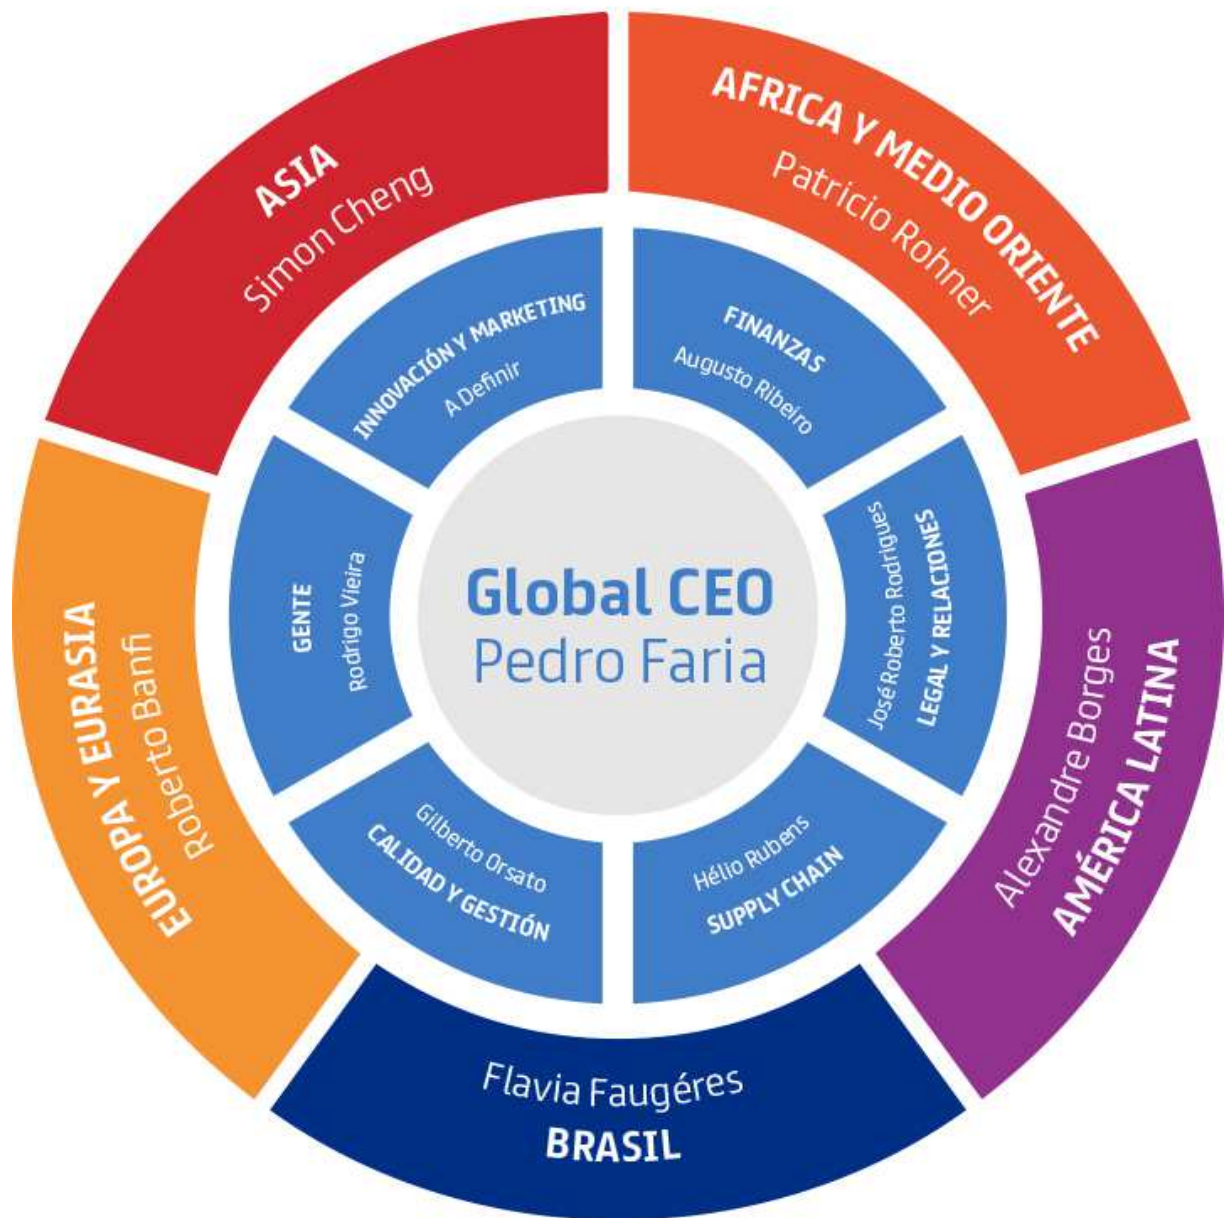 ASIA
Simon Cheng
AFRICA Y MEDIO ORIENTE
Patricio Rohner
INNOVACIÓN Y MARKETING
A Definir
FINANZAS
Augusto Ribeiro
GENTE
Rodrigo Vieira
Global CEO
Pedro Faria
José Roberto Rodrigues
LEGAL Y RELACIONES
EUROPA Y EURASIA
Roberto Banfi
Alexandre Borges
AMÉRICA LATINA
Gilberto Orsato
CALIDAD Y GESTIÓN
Hélio Rubens
SUPPLY CHAIN
Flavia Faugéres
BRASIL